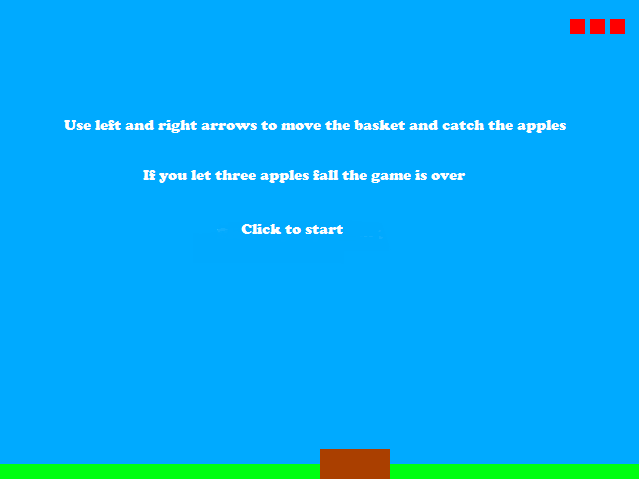 Use left and right arrows to move the basket and catch the apples
If you let three apples fall the game is over
Click to start